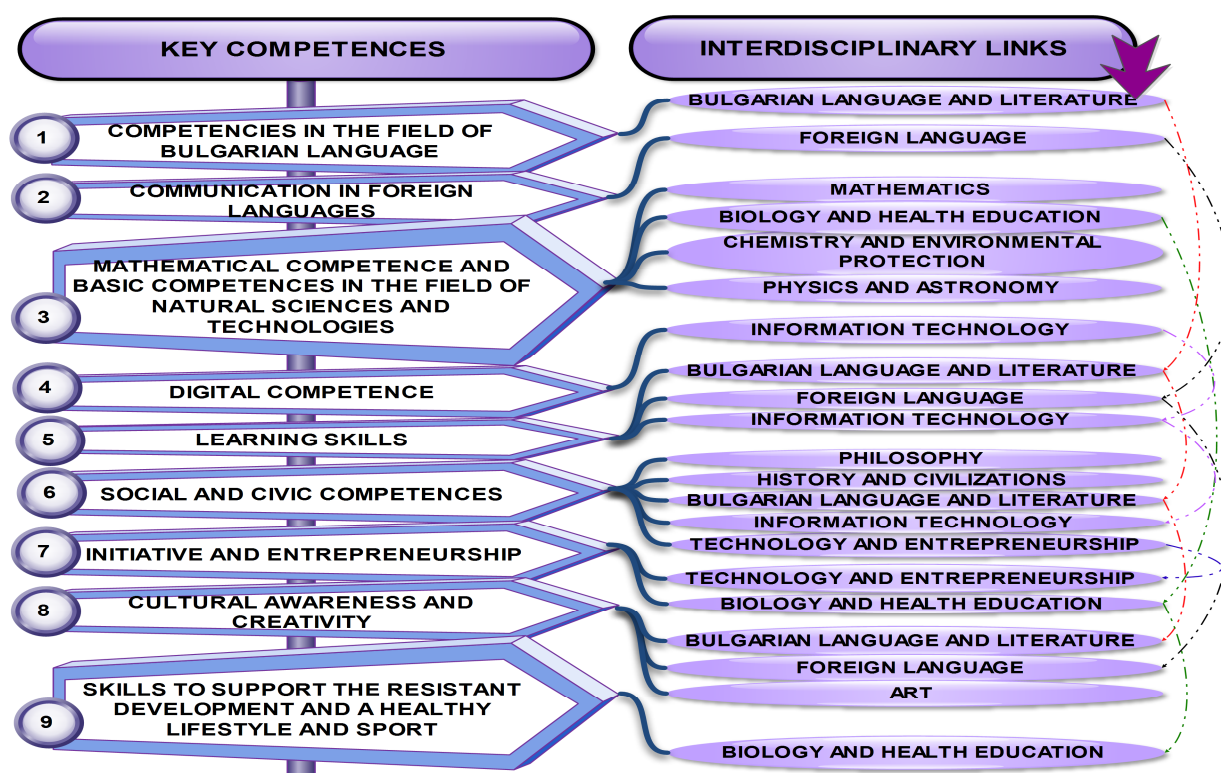 KEY COMPETENCES
INTERDISCIPLINARY LINKS
1
COMPETENCIES IN THE FIELD OF
BULGARIAN LANGUAGE
BULGARIAN LANGUAGE AND LITERATURE
2
COMMUNICATION IN FOREIGN
LANGUAGES
FOREIGN LANGUAGE
3
MATHEMATICAL COMPETENCE AND
BASIC COMPETENCES IN THE FIELD OF
NATURAL SCIENCES AND
TECHNOLOGIES
MATHEMATICS
BIOLOGY AND HEALTH EDUCATION
CHEMISTRY AND ENVIRONMENTAL
PROTECTION
PHYSICS AND ASTRONOMY
4
DIGITAL COMPETENCE
INFORMATION TECHNOLOGY
5
LEARNING SKILLS
BULGARIAN LANGUAGE AND LITERATURE
FOREIGN LANGUAGE
INFORMATION TECHNOLOGY
6
SOCIAL AND CIVIC COMPETENCES
PHILOSOPHY
HISTORY AND CIVILIZATIONS
BULGARIAN LANGUAGE AND LITERATURE
INFORMATION TECHNOLOGY
TECHNOLOGY AND ENTREPRENEURSHIP
7
INITIATIVE AND ENTREPRENEURSHIP
TECHNOLOGY AND ENTREPRENEURSHIP
BIOLOGY AND HEALTH EDUCATION
8
CULTURAL AWARENESS AND
CREATIVITY
BULGARIAN LANGUAGE AND LITERATURE
FOREIGN LANGUAGE
ART
9
SKILLS TO SUPPORT THE RESISTANT
DEVELOPMENT AND A HEALTHY
LIFESTYLE AND SPORT
BIOLOGY AND HEALTH EDUCATION